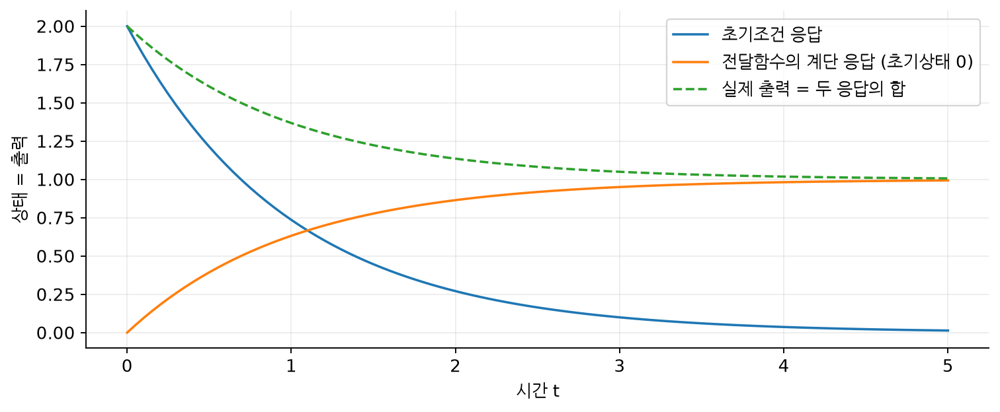 초기조건 응답
전달함수의 계단 응답 (초기상태 0)
실제 출력 = 두 응답의 합
상태 = 출력
2.00
1.75
1.50
1.25
1.00
0.75
0.50
0.25
0.00
0 1 2 3 4 5
시간 t